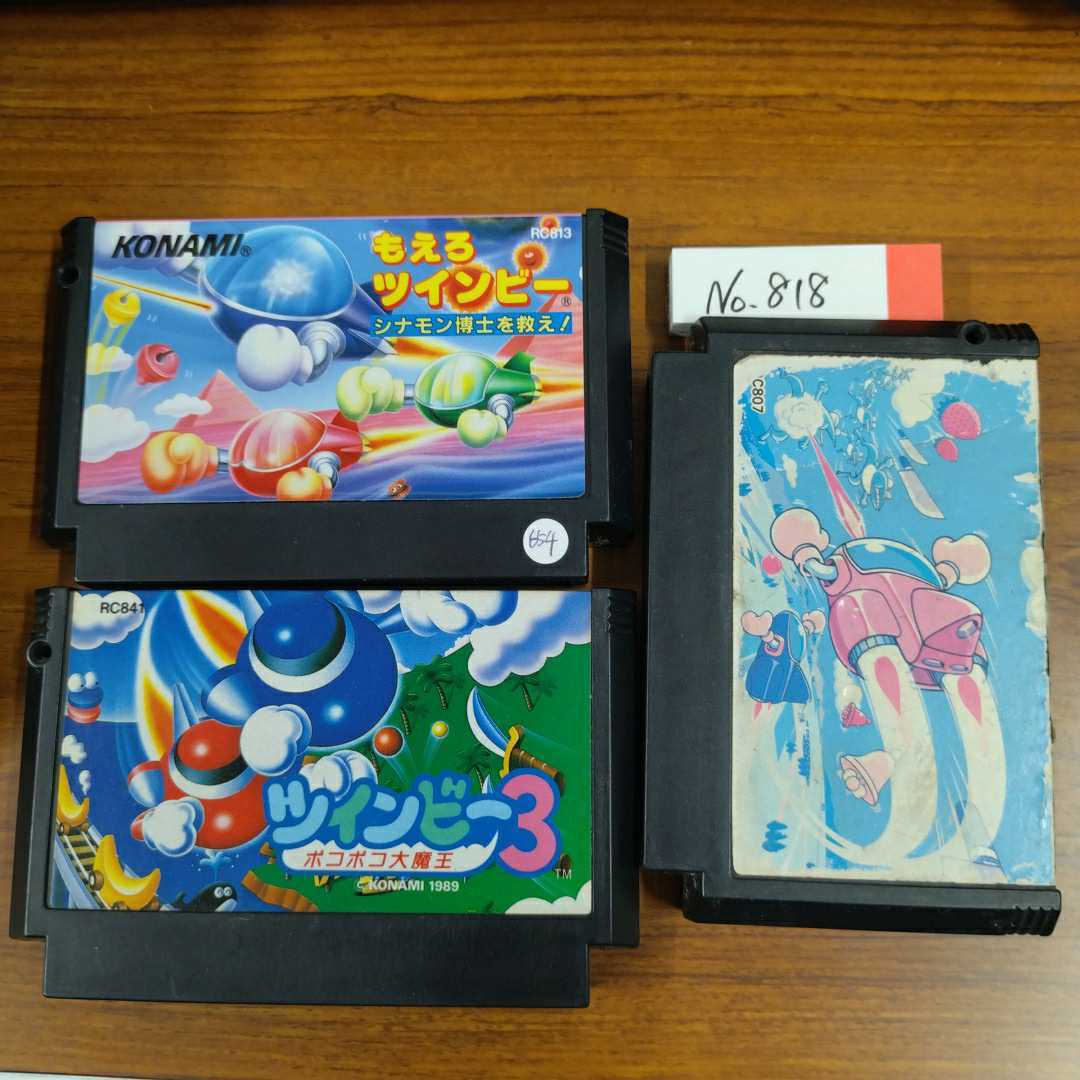 KONAMI®
RC813
もえろ
ツインビー®
シナモン博士を救え!
654
No.818
C807
RC841
ツインビー3
TM
ポコポコ大魔王
© KONAMI 1989